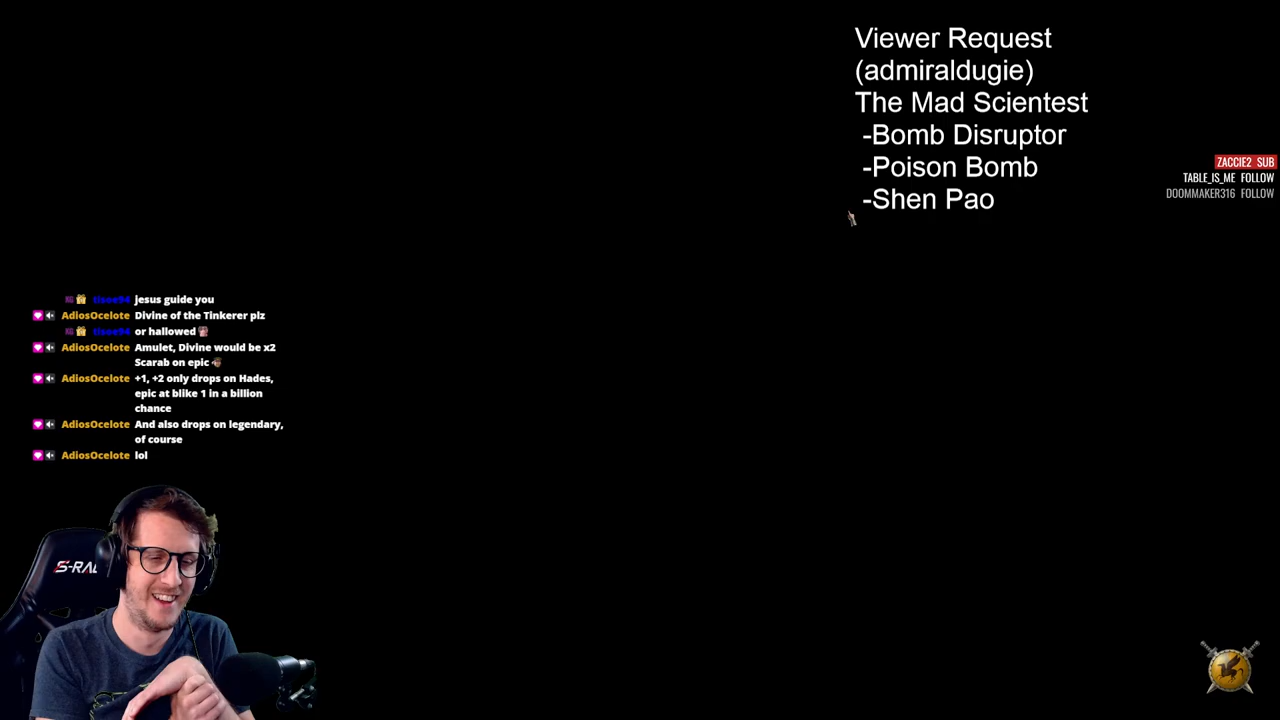 Viewer Request
(admiraldugie)
The Mad Scientest
-Bomb Disruptor
-Poison Bomb
-Shen Pao
ZACCIE2 SUB
TABLE_IS_ME FOLLOW
DOOMMAKER316 FOLLOW
jesus guide you
AdiosOcelote Divine of the Tinkerer plz
or hallowed
AdiosOcelote Amulet, Divine would be x2
Scarab on epic
AdiosOcelote +1, +2 only drops on Hades,
epic at blike 1 in a billion
chance
AdiosOcelote And also drops on legendary,
of course
AdiosOcelote lol